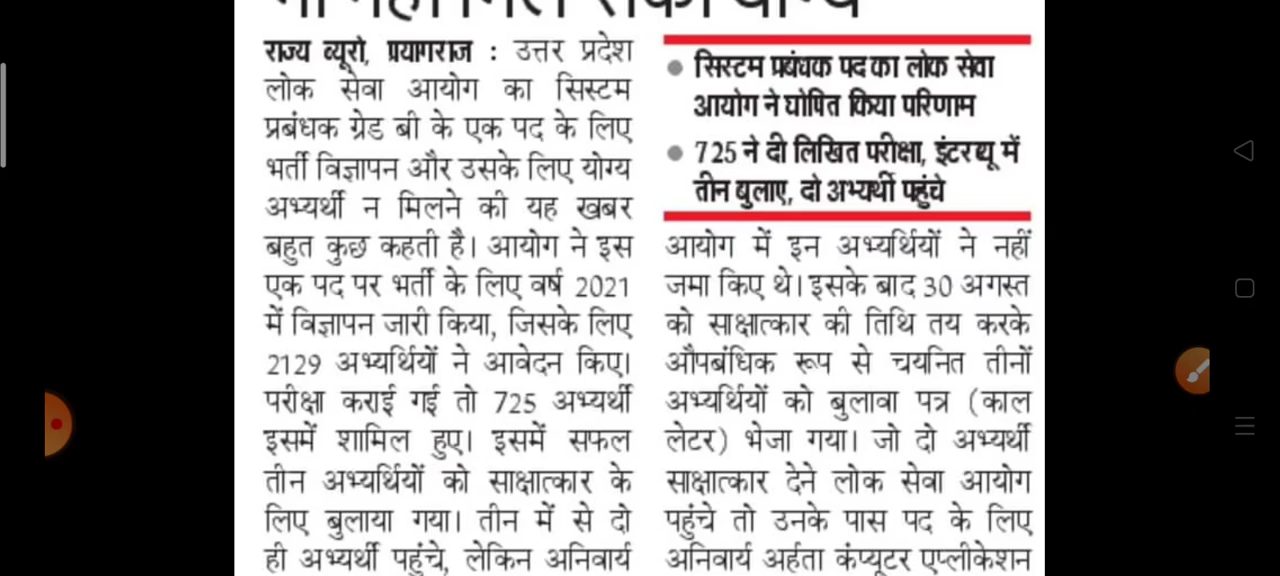 राज्य ब्यूरो, प्रयागराज : उत्तर प्रदेश
लोक सेवा आयोग का सिस्टम
प्रबंधक ग्रेड बी के एक पद के लिए
भर्ती विज्ञापन और उसके लिए योग्य
अभ्यर्थी न मिलने की यह खबर
बहुत कुछ कहती है। आयोग ने इस
एक पद पर भर्ती के लिए वर्ष 2021
में विज्ञापन जारी किया, जिसके लिए
2129 अभ्यर्थियों ने आवेदन किए।
परीक्षा कराई गई तो 725 अभ्यर्थी
इसमें शामिल हुए। इसमें सफल
तीन अभ्यर्थियों को साक्षात्कार के
लिए बुलाया गया। तीन में से दो
ही अभ्यर्थी पहुंचे, लेकिन अनिवार्य
• सिस्टम प्रबंधक पद का लोक सेवा
आयोग ने घोषित किया परिणाम
• 725 ने दी लिखित परीक्षा, इंटरव्यू में
तीन बुलाए, दो अभ्यर्थी पहुंचे
आयोग में इन अभ्यर्थियों ने नहीं
जमा किए थे। इसके बाद 30 अगस्त
को साक्षात्कार की तिथि तय करके
औपबंधिक रूप से चयनित तीनों
अभ्यर्थियों को बुलावा पत्र (काल
लेटर) भेजा गया। जो दो अभ्यर्थी
साक्षात्कार देने लोक सेवा आयोग
पहुंचे तो उनके पास पद के लिए
अनिवार्य अर्हता कंप्यूटर एप्लीकेशन